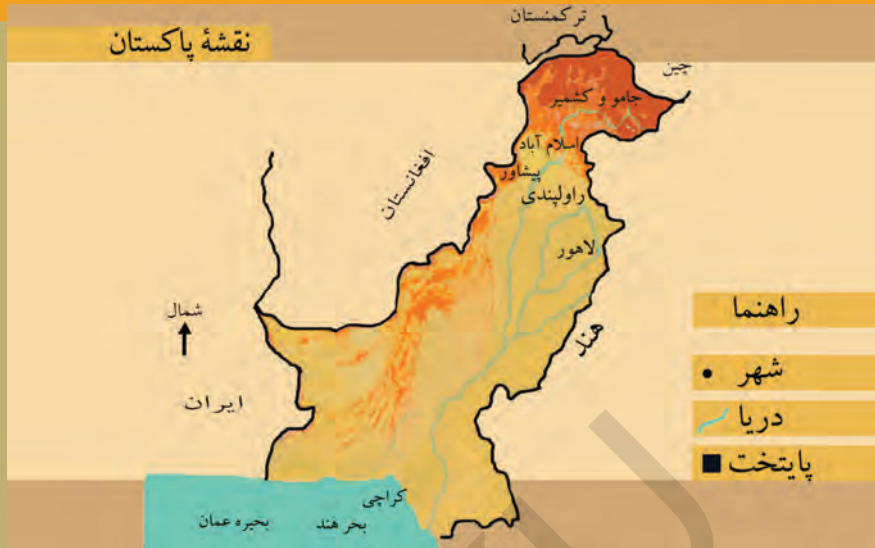 نقشهٔ پاکستان
ترکمنستان
چین
جامو و کشمیر
اسلام آباد
پیشاور
راولپندی
لاهور
افغانستان
هند
شمال
ایران
کراچی
بحر هند
بحیره عمان
راهنما
شهر
دریا
پایتخت